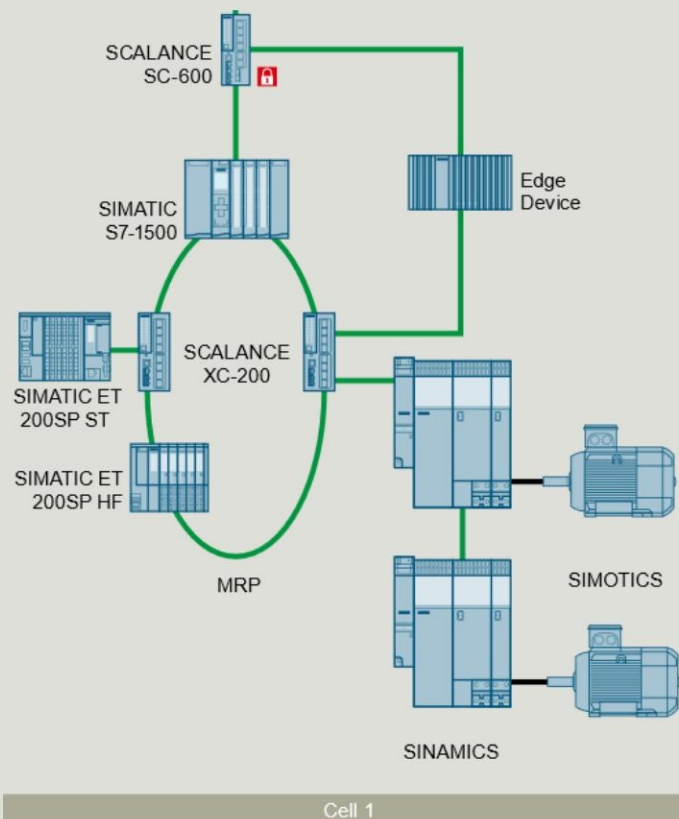 SCALANCE
SC-600
SIMATIC
S7-1500
Edge
Device
SCALANCE
XC-200
SIMATIC ET
200SP ST
SIMATIC ET
200SP HF
MRP
SIMOTICS
SINAMICS
Cell 1